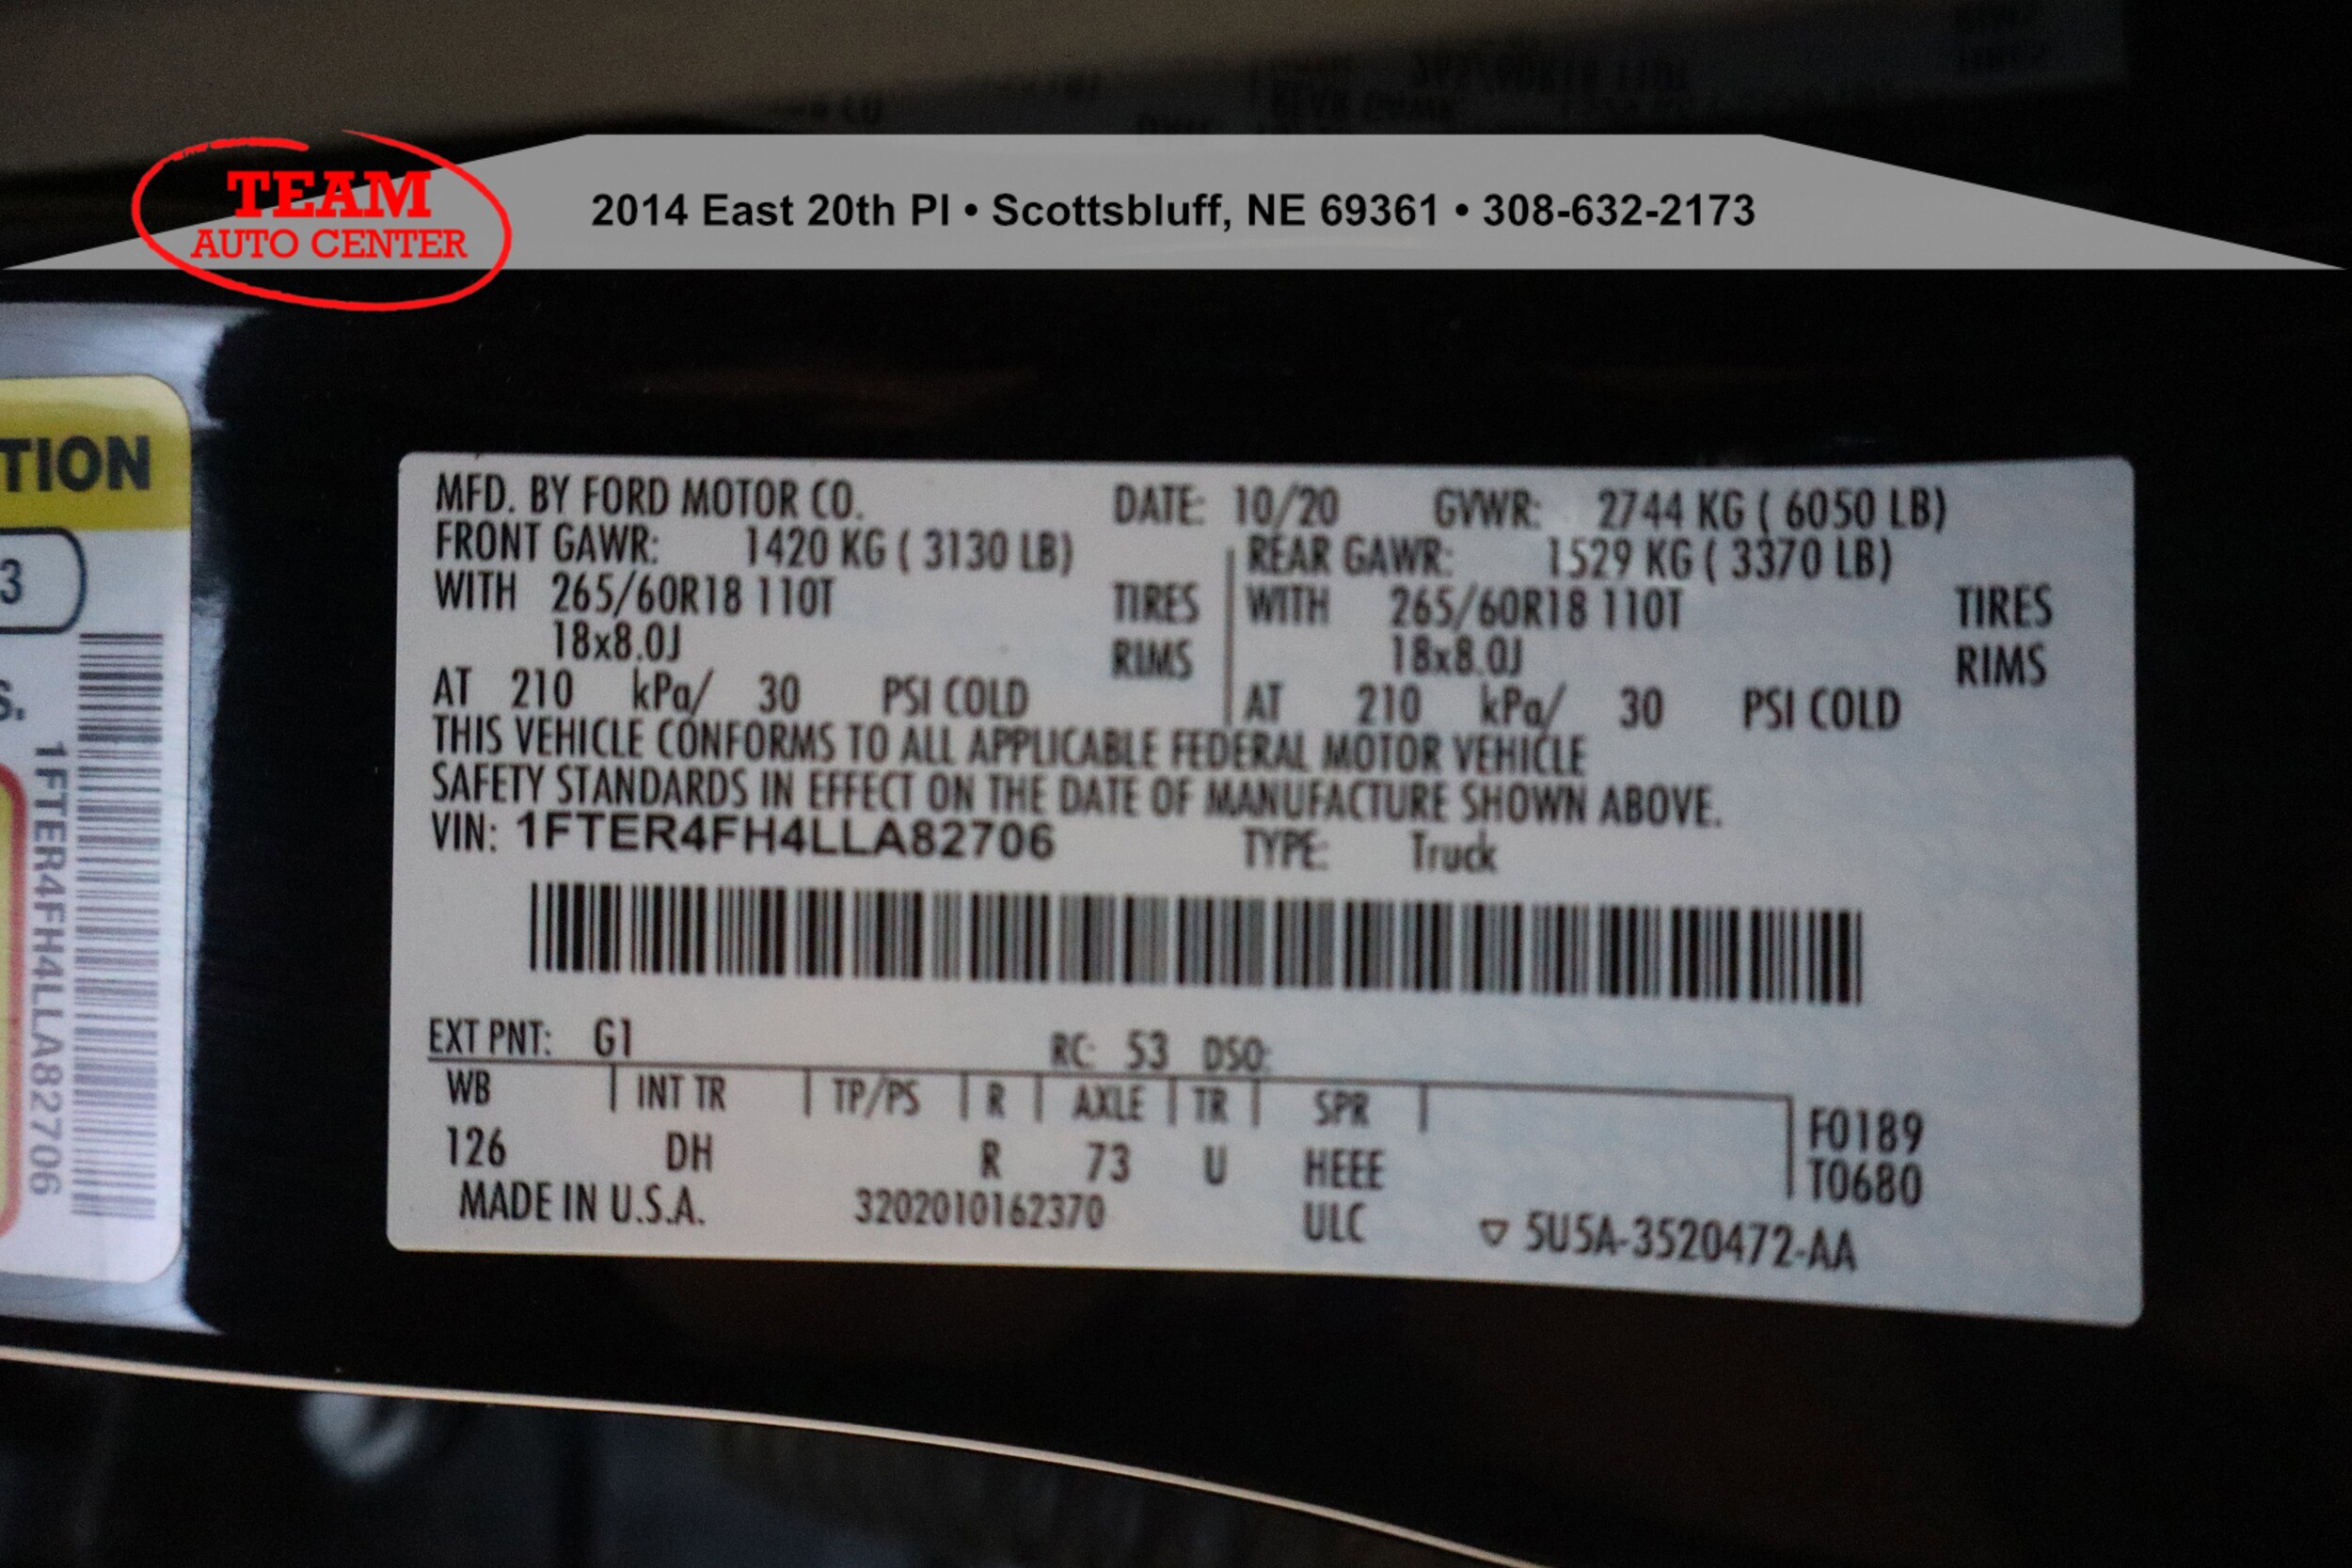 TEAM
AUTO CENTER
2014 East 20th Pl • Scottsbluff, NE 69361 • 308-632-2173
TION
3
S.
1FTER4FH4LLA82706
MFD. BY FORD MOTOR CO. DATE: 10/20 GVWR: 2744 KG ( 6050 LB)
FRONT GAWR: 1420 KG ( 3130 LB) REAR GAWR: 1529 KG ( 3370 LB)
WITH 265/60R18 110T TIRES WITH 265/60R18 110T TIRES
18x8.0J RIMS 18x8.0J RIMS
AT 210 kPa/ 30 PSI COLD AT 210 kPa/ 30 PSI COLD
THIS VEHICLE CONFORMS TO ALL APPLICABLE FEDERAL MOTOR VEHICLE
SAFETY STANDARDS IN EFFECT ON THE DATE OF MANUFACTURE SHOWN ABOVE.
VIN: 1FTER4FH4LLA82706 TYPE: Truck
EXT PNT: G1 RC: 53 DSO:
WB INT TR TP/PS R AXLE TR SPR F0189
126 DH R 73 U HEEE T0680
MADE IN U.S.A. 3202010162370 ULC ▽ 5U5A-3520472-AA